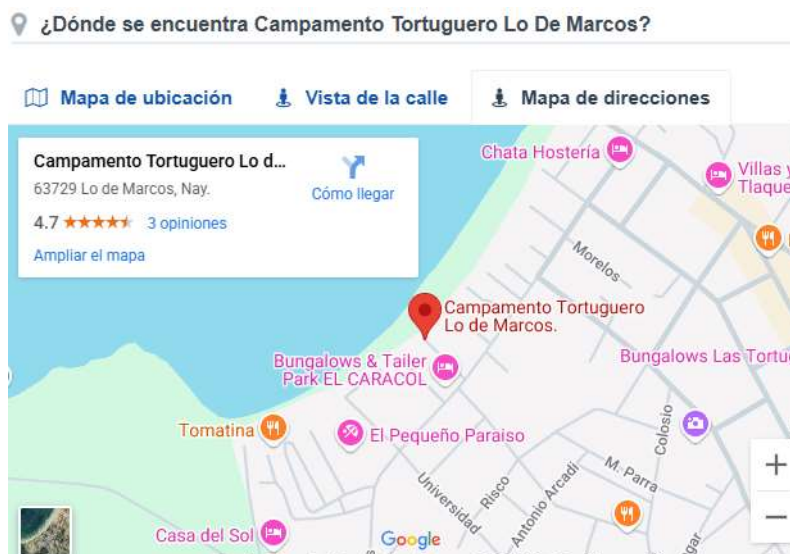 ¿Dónde se encuentra Campamento Tortuguero Lo De Marcos?
Mapa de ubicación
Vista de la calle
Mapa de direcciones
Campamento Tortuguero Lo d...
63729 Lo de Marcos, Nay.
Cómo llegar
4.7
3 opiniones
Ampliar el mapa
Chata Hostería
Villas y
Tlaque
Morelos
Campamento Tortuguero
Lo de Marcos.
Bungalows & Tailer
Park EL CARACOL
Bungalows Las Tortu
Tomatina
El Pequeño Paraiso
Colosio
M. Parra
Universidad
Risco
Antonio Arcadi
Casa del Sol
Google